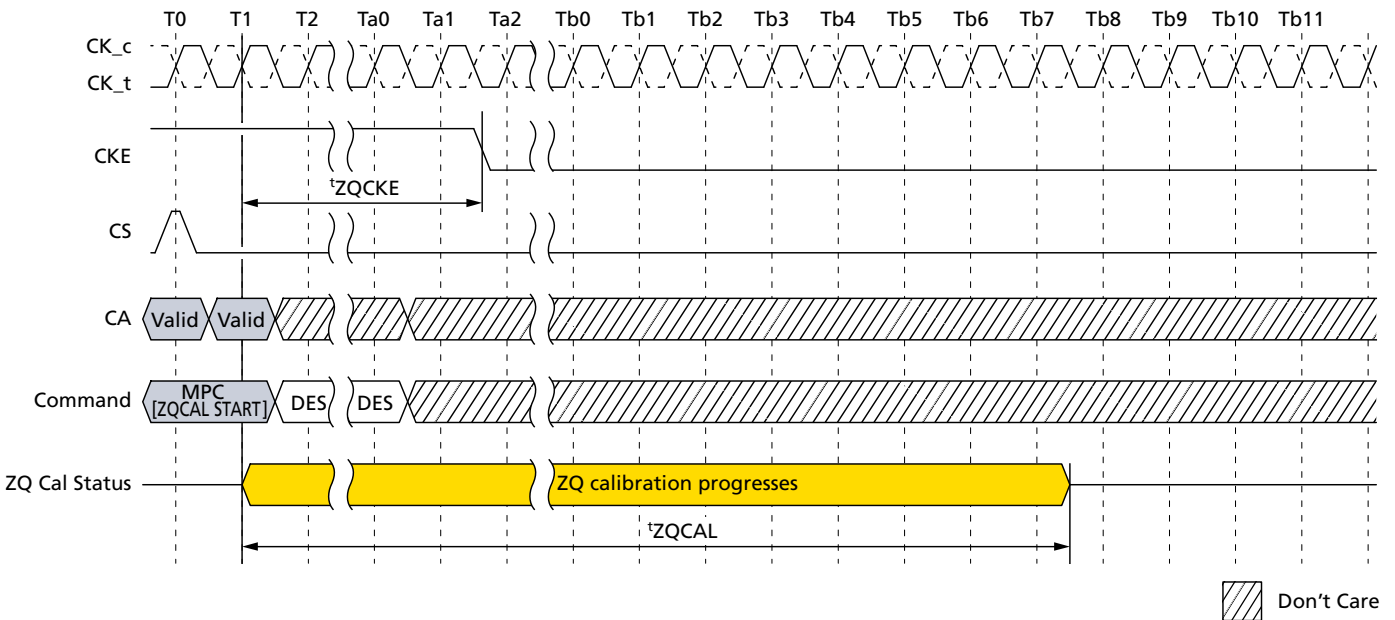 T0 T1 T2 Ta0 Ta1 Ta2 Tb0 Tb1 Tb2 Tb3 Tb4 Tb5 Tb6 Tb7 Tb8 Tb9 Tb10 Tb11
CK_c
CK_t
CKE
tZQCKE
CS
CA Valid Valid
Command MPC [ZQCAL START] DES DES
ZQ Cal Status ZQ calibration progresses
tZQCAL
Don't Care